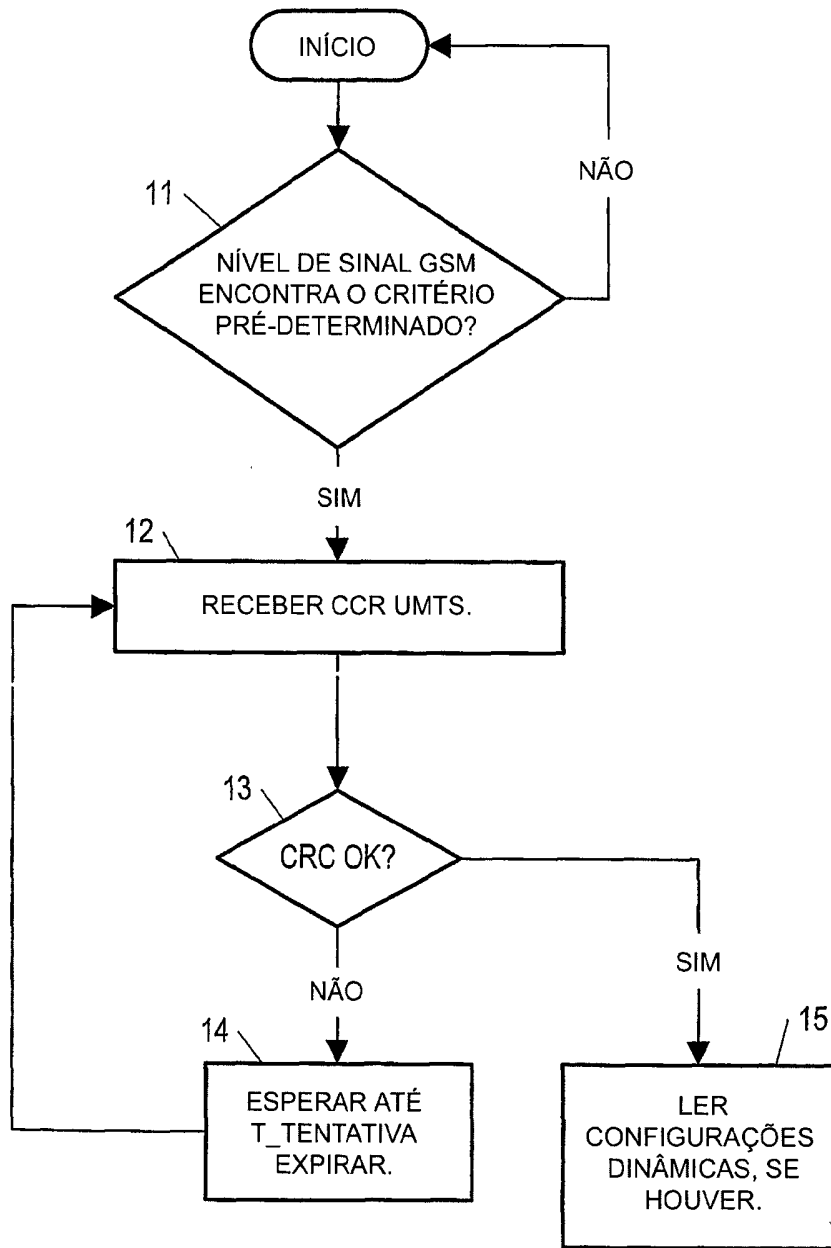 INÍCIO
NÃO
11
NÍVEL DE SINAL GSM
ENCONTRA O CRITÉRIO
PRÉ-DETERMINADO?
SIM
12
RECEBER CCR UMTS.
13
CRC OK?
SIM
NÃO
14
15
ESPERAR ATÉ
T_TENTATIVA
EXPIRAR.
LER
CONFIGURAÇÕES
DINÂMICAS, SE
HOUVER.